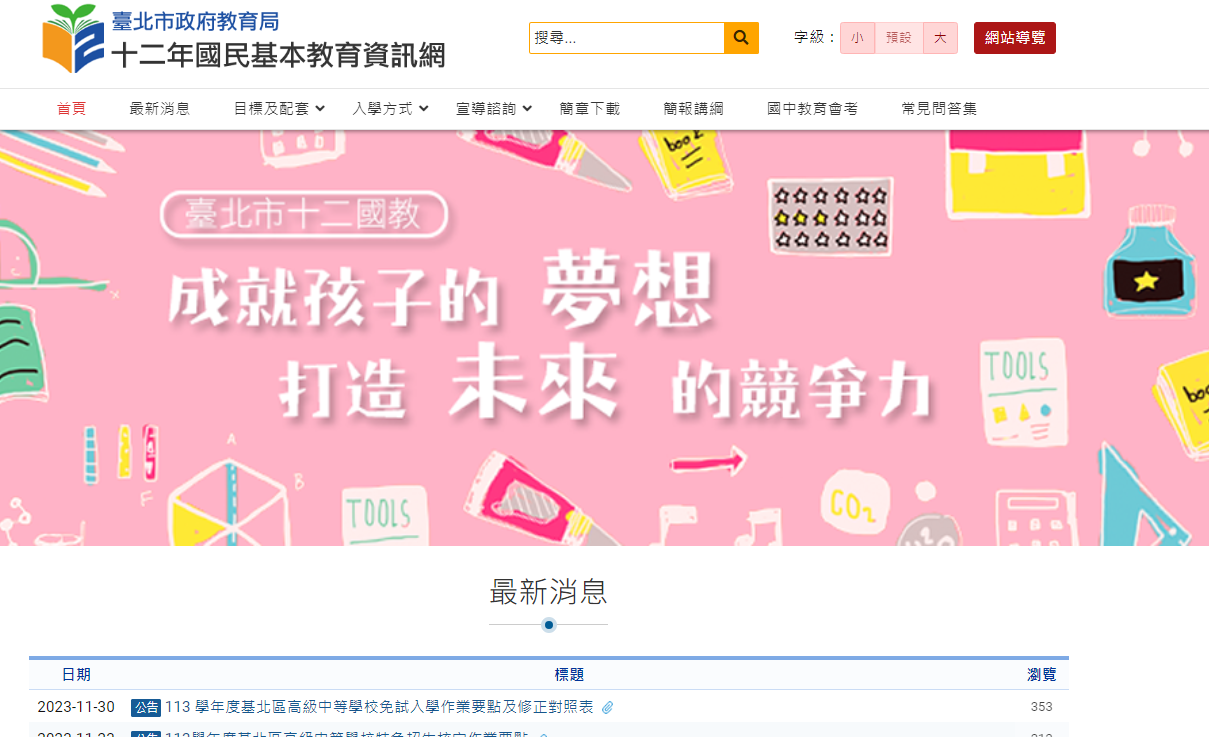 臺北市政府教育局
十二年國民基本教育資訊網
搜尋...
字級：
小 預設 大
網站導覽
首頁 最新消息 目標及配套 入學方式 宣導諮詢 簡章下載 簡報講綱 國中教育會考 常見問答集
book
臺北市十二國教
成就孩子的 夢想
打造 未來 的競爭力
TOOLS
boo
A
B
F
TOOLS
CO2
H2O
最新消息
日期 標題 瀏覽
2023-11-30 公告 113 學年度基北區高級中等學校免試入學作業要點及修正對照表 353